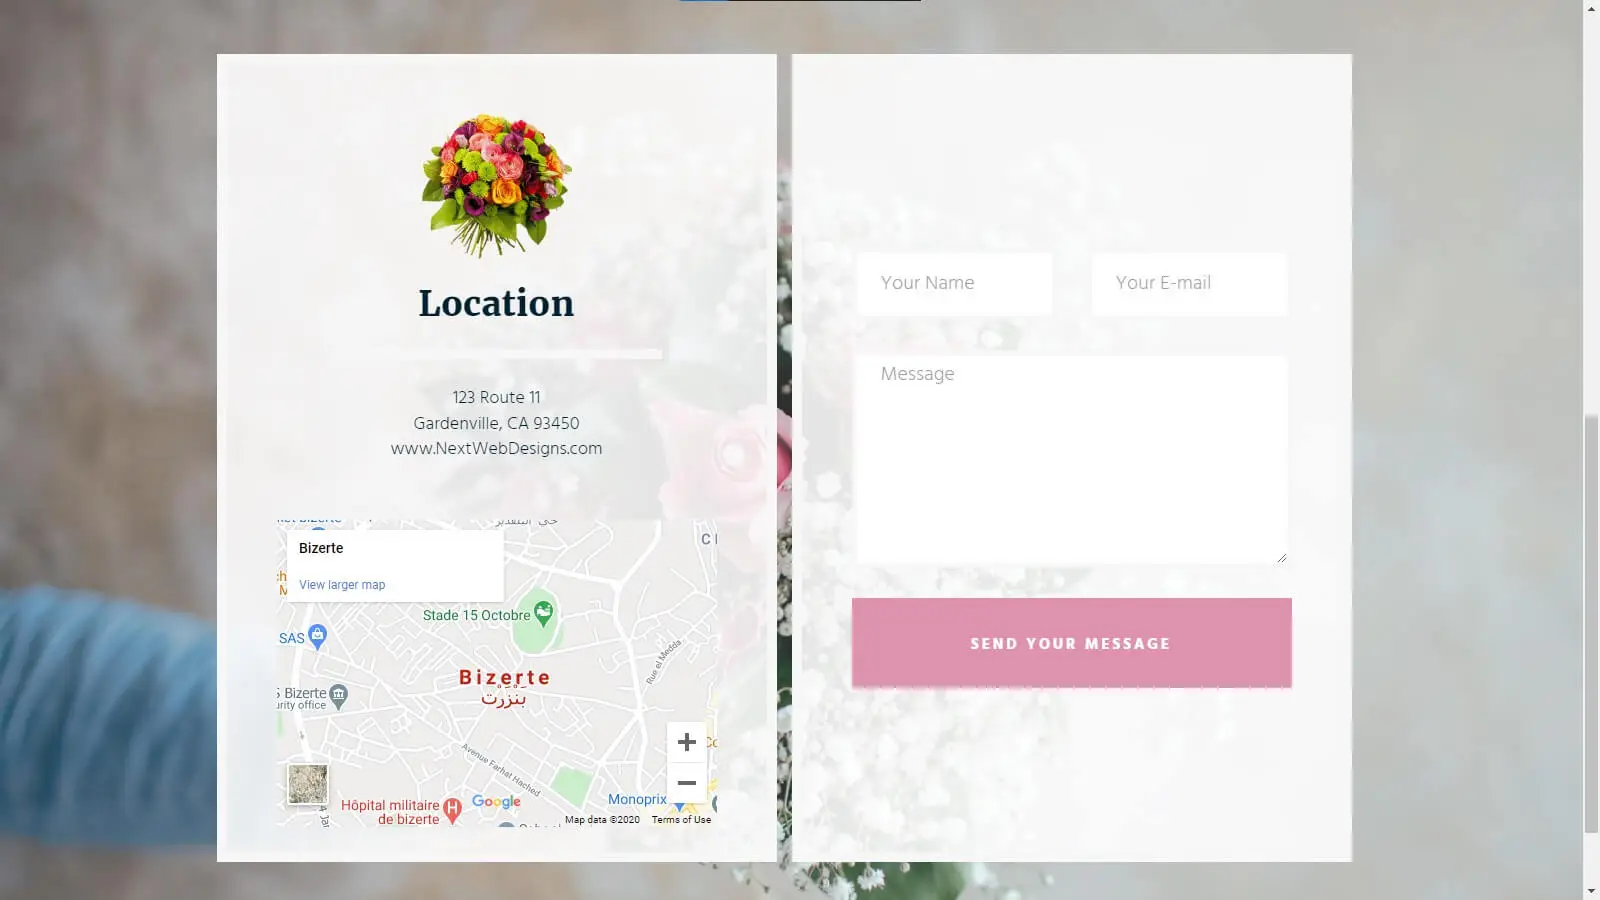 Location
123 Route 11
Gardenville, CA 93450
www.NextWebDesigns.com
Bizerte
View larger map
Stade 15 Octobre
SAS
Bizerte
بنزرت
Rue el Medda
Bizerte
Avenue Farhat Hached
Hôpital militaire
de bizerte
Google
Monoprix
Map data ©2020
Terms of Use
Your Name
Your E-mail
Message
SEND YOUR MESSAGE